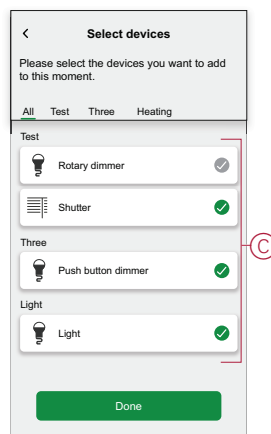 Select devices
Please select the devices you want to add
to this moment.
All Test Three Heating
Test
Rotary dimmer
Shutter
Three
Push button dimmer
Light
Light
Done
C